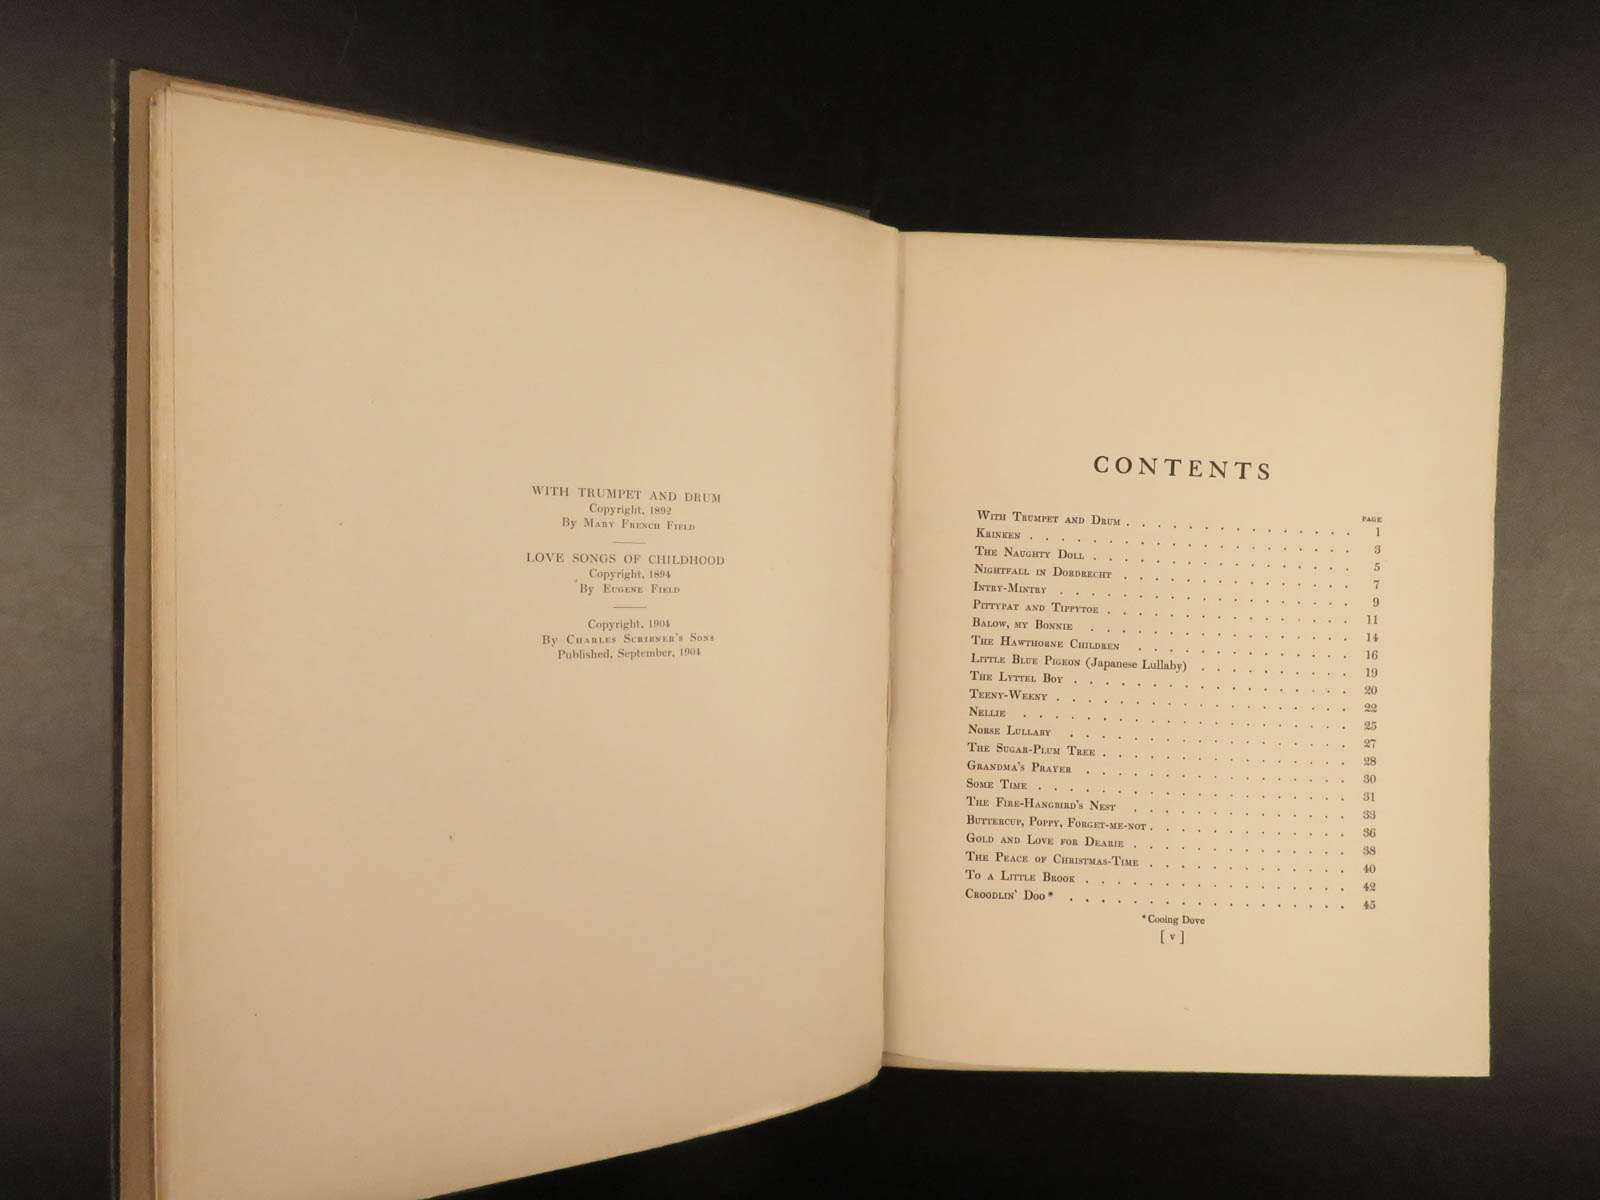 WITH TRUMPET AND DRUM
Copyright, 1892
By Mary French Field
LOVE SONGS OF CHILDHOOD
Copyright, 1894
By Eugene Field
Copyright, 1904
By Charles Scribner's Sons
Published, September, 1904
CONTENTS
PAGE
With Trumpet and Drum . . . . . . . . . . . . . . . 1
Krinken . . . . . . . . . . . . . . . . . . . . . 3
The Naughty Doll . . . . . . . . . . . . . . . . . 5
Nightfall in Dordrecht . . . . . . . . . . . . . . . 7
Intry-Mintry . . . . . . . . . . . . . . . . . . . 9
Pittypat and Tippytoe . . . . . . . . . . . . . . . . 11
Balow, my Bonnie . . . . . . . . . . . . . . . . . 14
The Hawthorne Children . . . . . . . . . . . . . . 16
Little Blue Pigeon (Japanese Lullaby) . . . . . . . . . . 19
The Lyttel Boy . . . . . . . . . . . . . . . . . . 20
Teeny-Weeny . . . . . . . . . . . . . . . . . . . 22
Nellie . . . . . . . . . . . . . . . . . . . . . 25
Norse Lullaby . . . . . . . . . . . . . . . . . . 27
The Sugar-Plum Tree . . . . . . . . . . . . . . . . 28
Grandma's Prayer . . . . . . . . . . . . . . . . . 30
Some Time . . . . . . . . . . . . . . . . . . . . 31
The Fire-Hangbird's Nest . . . . . . . . . . . . . . 33
Buttercup, Poppy, Forget-me-not . . . . . . . . . . . . . 36
Gold and Love for Dearie . . . . . . . . . . . . . . 38
The Peace of Christmas-Time . . . . . . . . . . . . . 40
To a Little Brook . . . . . . . . . . . . . . . . . 42
Croodlin' Doo* . . . . . . . . . . . . . . . . . . 45
*Cooing Dove
[ v ]